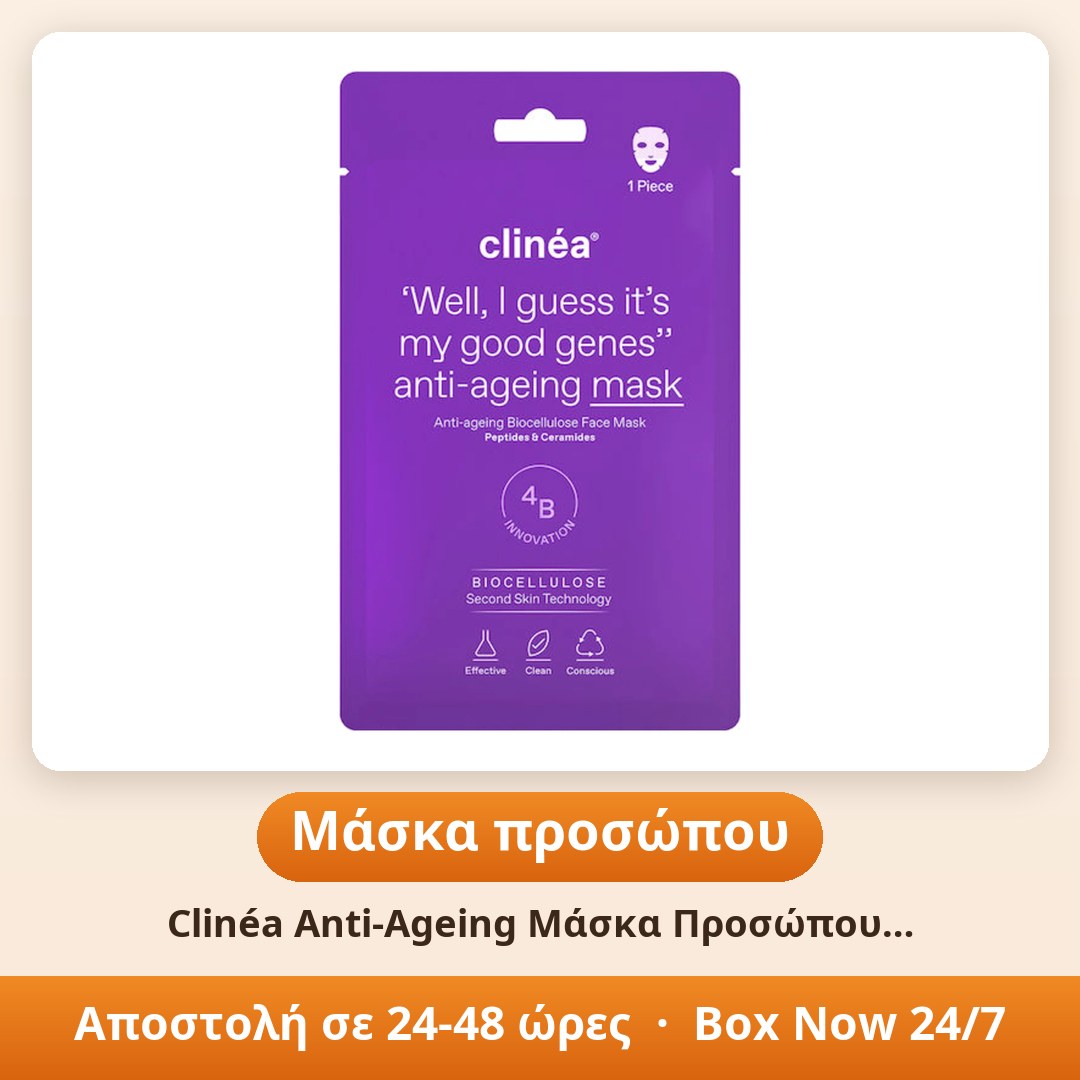 1 Piece
clinéa®
‘Well, I guess it’s
my good genes’’
anti-ageing mask
Anti-ageing Biocellulose Face Mask
Peptides & Ceramides
4B
INNOVATION
BIOCELLULOSE
Second Skin Technology
Effective Clean Conscious
Μάσκα προσώπου
Clinéa Anti-Ageing Μάσκα Προσώπου...
Αποστολή σε 24-48 ώρες · Box Now 24/7